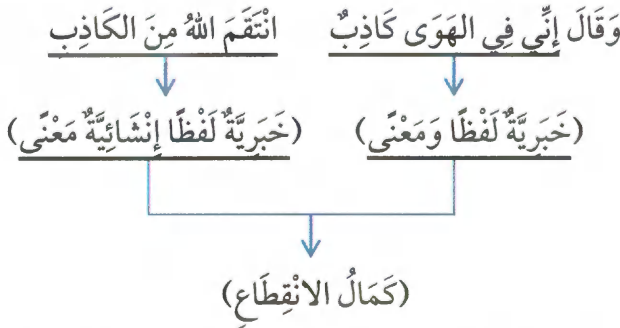 وَقَالَ إِنِّي فِي الهَوَى كَاذِبٌ انْتَقَمَ اللهُ مِنَ الكَاذِبِ
(خَبَرِيَّةٌ لَفْظًا وَمَعْنًى) (خَبَرِيَّةٌ لَفْظًا إِنْشَائِيَّةٌ مَعْنًى)
(كَمَالُ الانْقِطَاعِ)